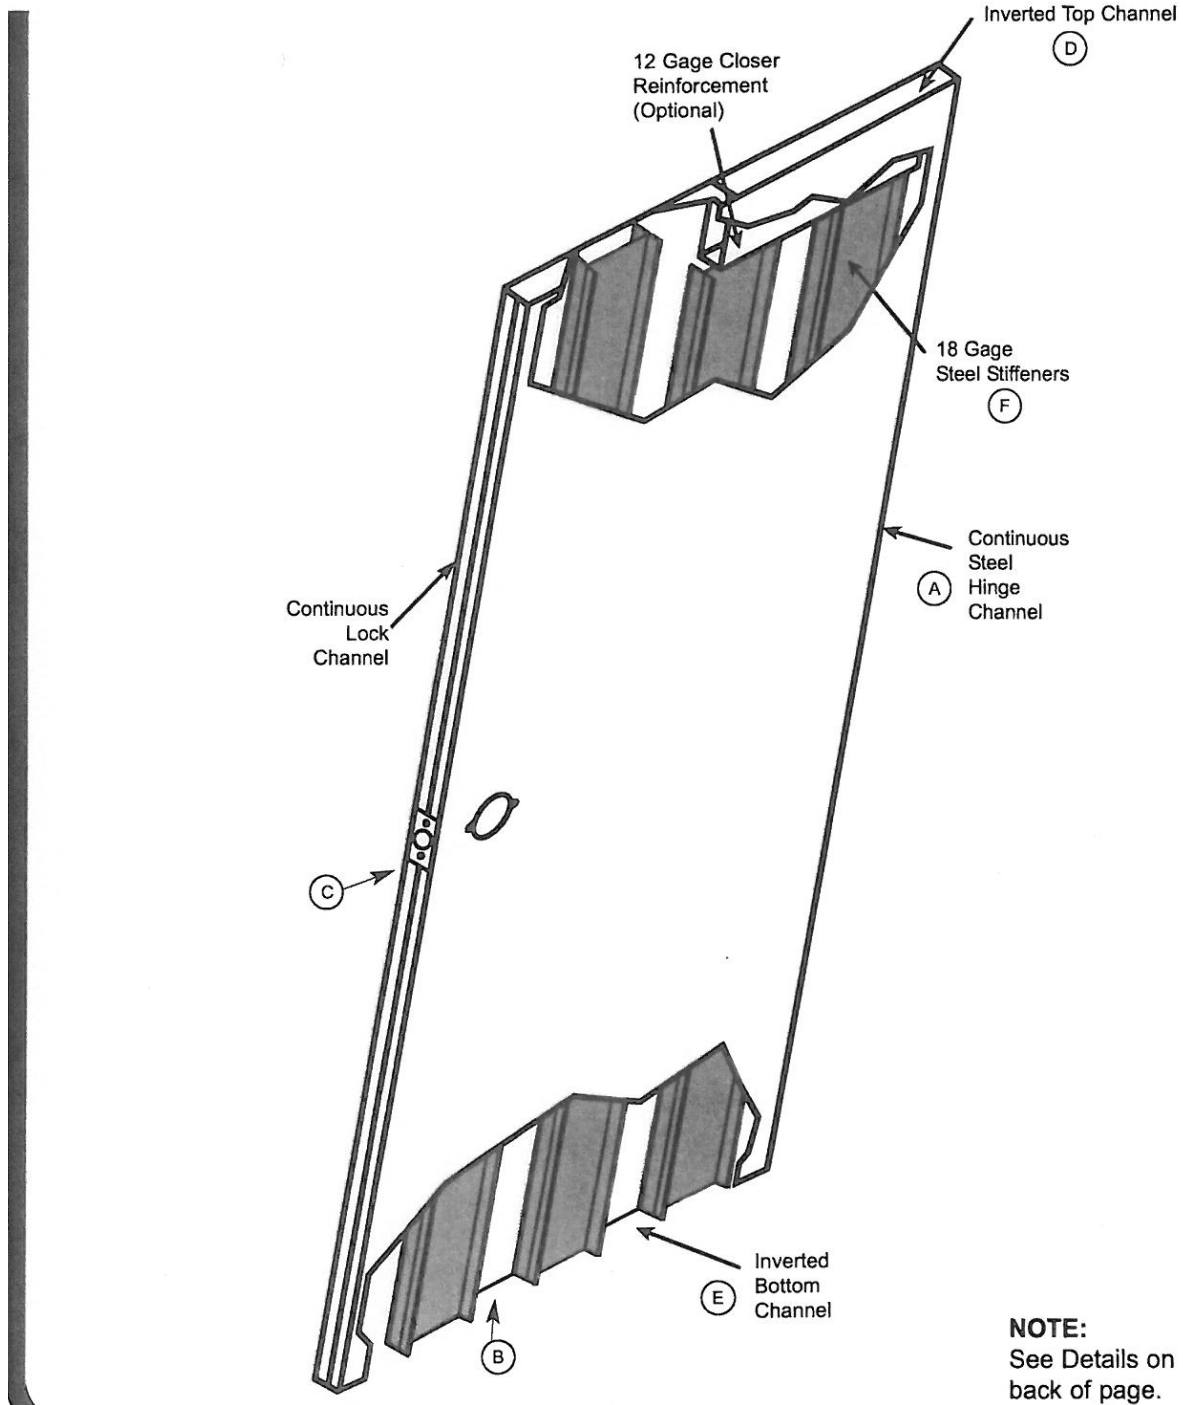 Inverted Top Channel
D
12 Gage Closer
Reinforcement
(Optional)
18 Gage
Steel Stiffeners
F
Continuous
Steel
Hinge
Channel
A
Continuous
Lock
Channel
C
Inverted
Bottom
Channel
E
B
NOTE:
See Details on
back of page.